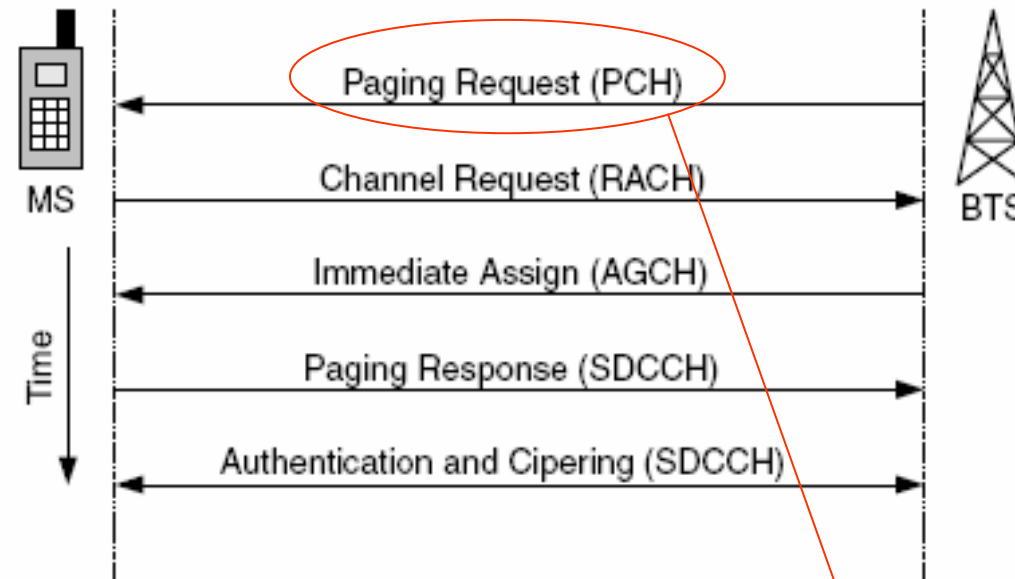 Paging Request (PCH)
Channel Request (RACH)
MS
BTS
Immediate Assign (AGCH)
Time
Paging Response (SDCCH)
Authentication and Cipering (SDCCH)